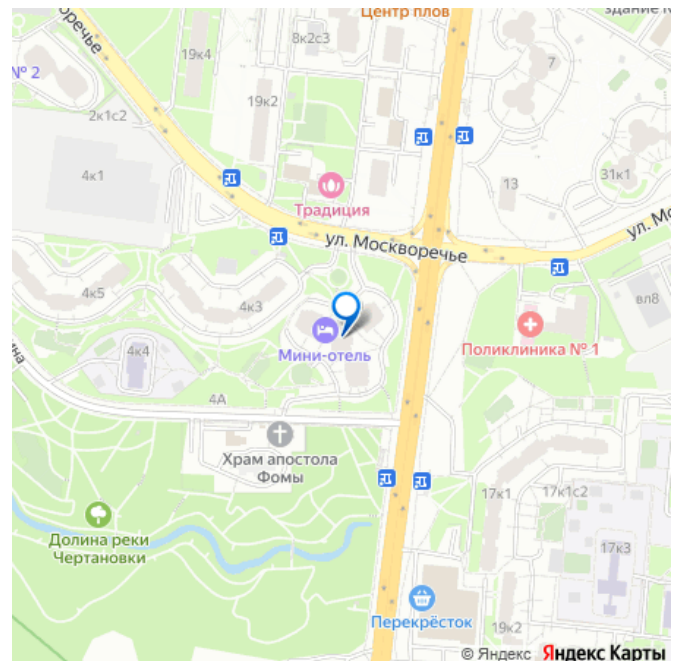 Центр плов
здание
8к2с3
19к4
7
№ 2
19к2
2к1с2
4к1
31к1
13
Традиция
ул. Москворечье
ул. Мо
воречье
4к5
4к3
вл8
Мини-отель
Поликлиника № 1
4к4
ина
4А
Храм апостола
Фомы
17к1
17к1с2
Долина реки
Чертановки
17к3
Перекрёсток
19к2
© Яндекс Яндекс Карты